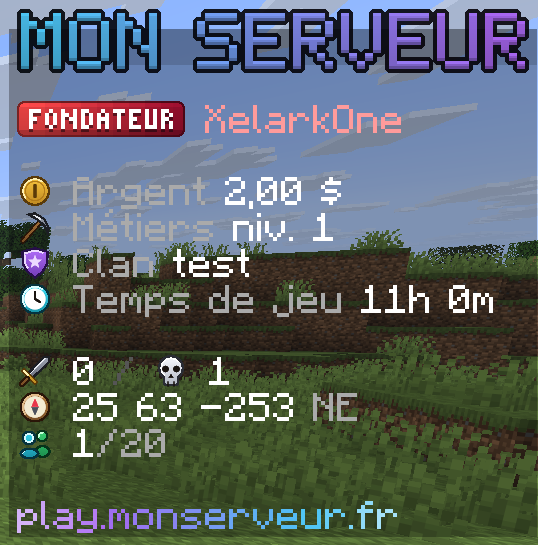 MON SERVEUR
FONDATEUR XelarkOne
Argent 2,00 $
Métiers niv. 1
Clan test
Temps de jeu 11h 0m
0 / 1
25 63 -253 NE
1/20
play.monserveur.fr